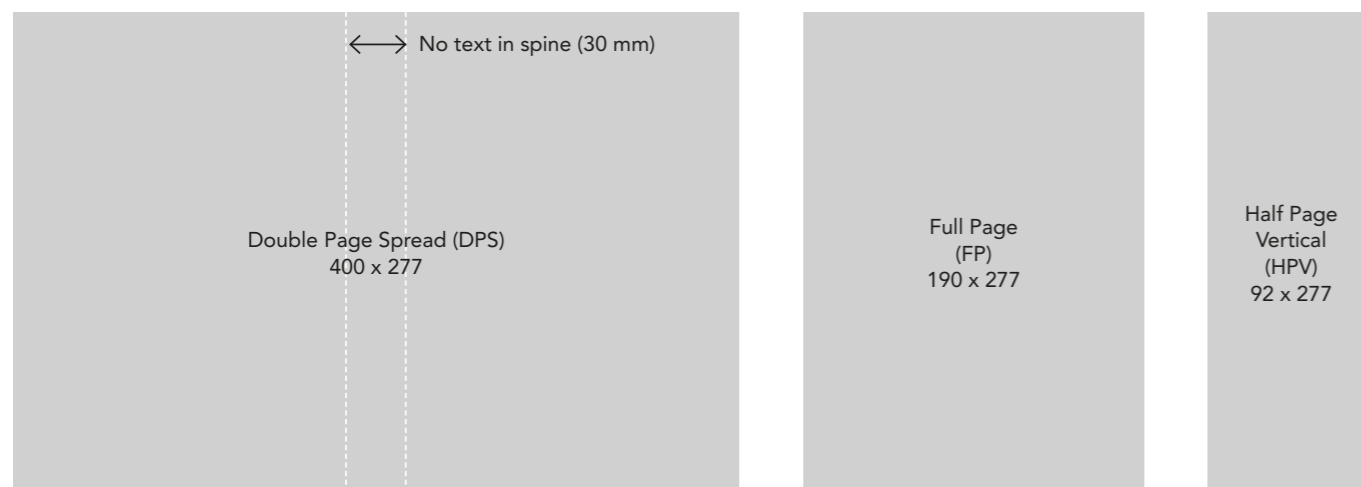 No text in spine (30 mm)
Double Page Spread (DPS)
400 x 277
Full Page
(FP)
190 x 277
Half Page
Vertical
(HPV)
92 x 277